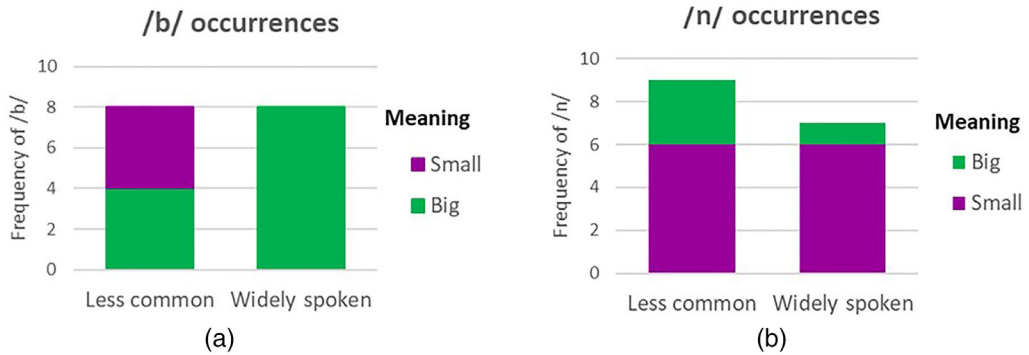 /b/ occurrences
Frequency of /b/
10
8
6
4
2
0
Less common Widely spoken
Meaning
Small
Big
(a)
/n/ occurrences
Frequency of /n/
10
8
6
4
2
0
Less common Widely spoken
Meaning
Big
Small
(b)